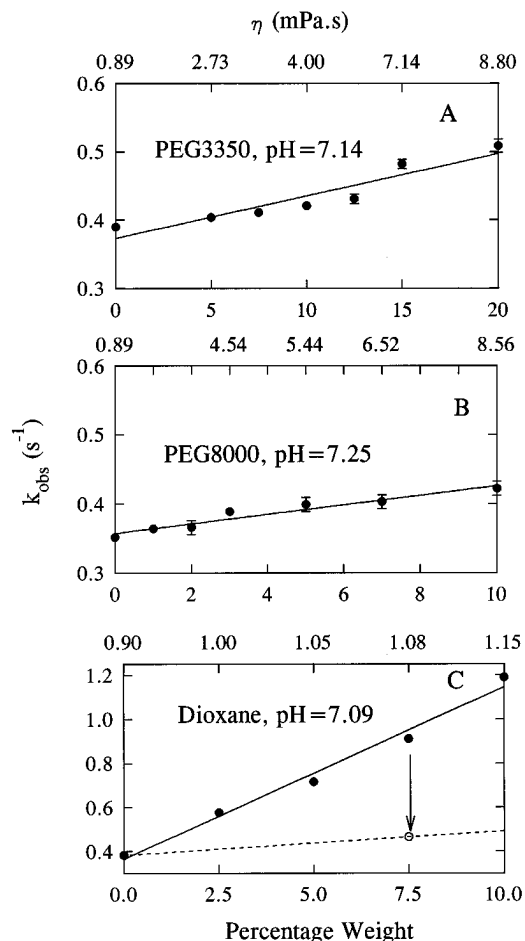 η (mPa.s)
0.89 2.73 4.00 7.14 8.80
0.6
A
PEG3350, pH=7.14
0.5
0.4
0.3
0 5 10 15 20
0.89 4.54 5.44 6.52 8.56
0.6
B
PEG8000, pH=7.25
0.5
k_obs (s⁻¹)
0.4
0.3
0 2 4 6 8 10
0.90 1.00 1.05 1.08 1.15
1.2
C
Dioxane, pH=7.09
1.0
0.8
0.6
0.4
0.0 2.5 5.0 7.5 10.0
Percentage Weight